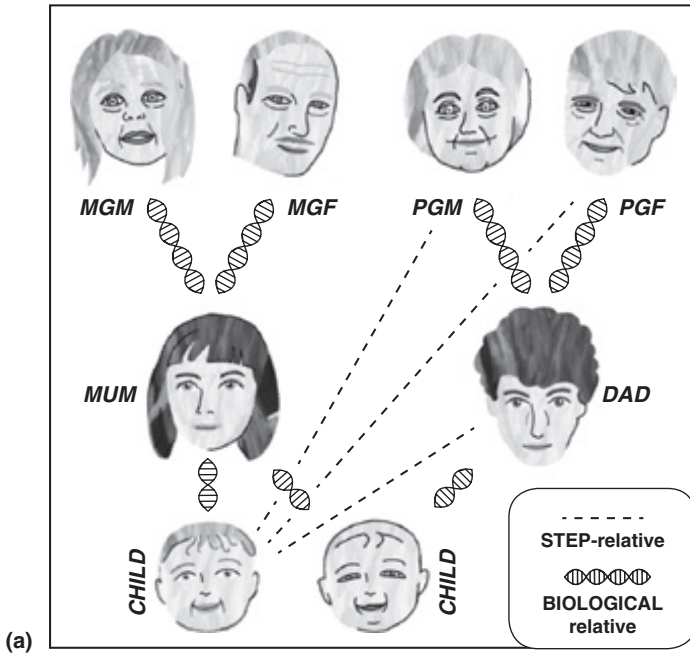 MGM
MGF
PGM
PGF
MUM
DAD
CHILD
CHILD
STEP-relative
BIOLOGICAL
relative
(a)